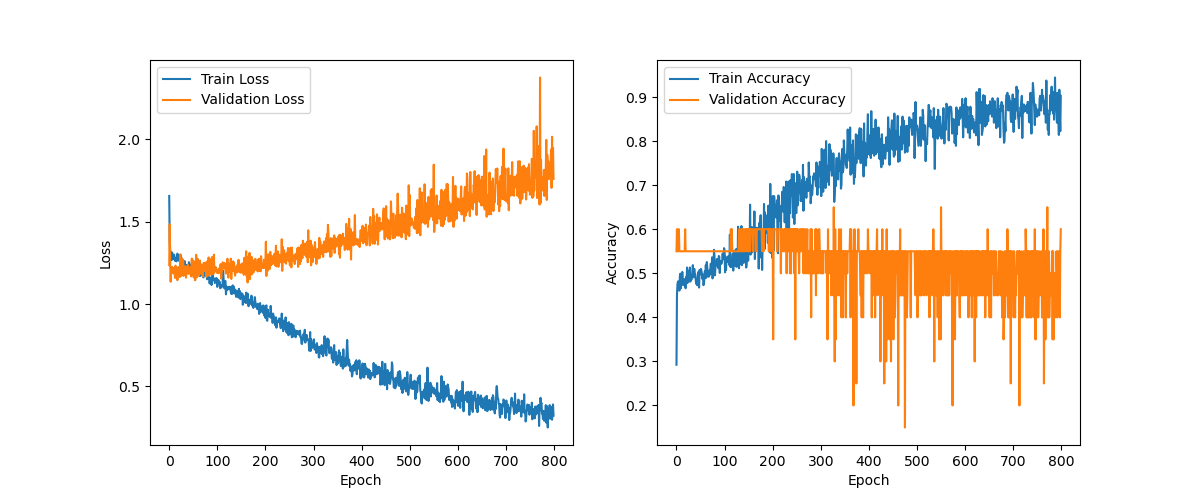 Train Loss
Validation Loss
2.0
1.5
1.0
0.5
Loss
0 100 200 300 400 500 600 700 800
Epoch
Train Accuracy
Validation Accuracy
0.9
0.8
0.7
0.6
0.5
0.4
0.3
0.2
Accuracy
0 100 200 300 400 500 600 700 800
Epoch